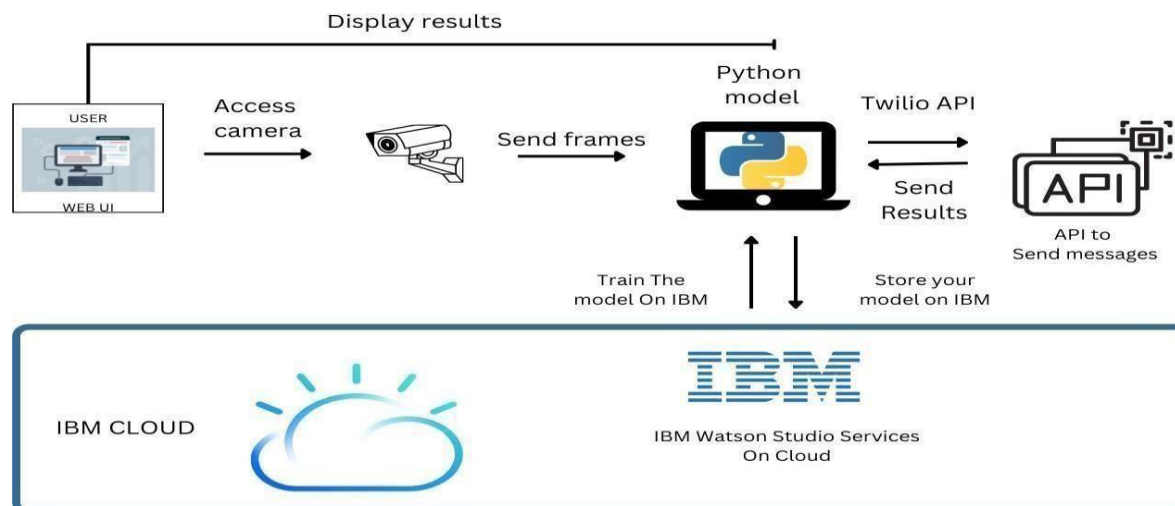 Display results
USER
WEB UI
Access
camera
Send frames
Python
model
Twilio API
Send
Results
API
API to
Send messages
Train The
model On IBM
Store your
model on IBM
IBM CLOUD
IBM
IBM Watson Studio Services
On Cloud